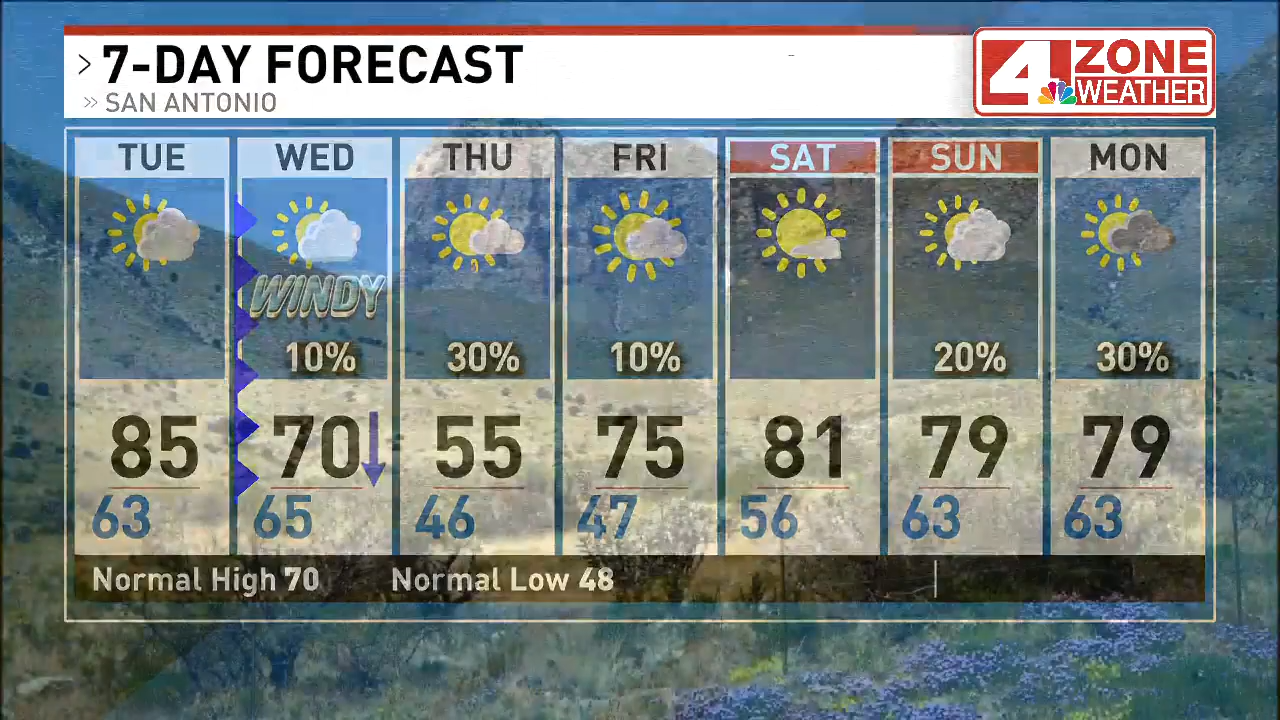 > 7-DAY FORECAST
» SAN ANTONIO
4 ZONE
WEATHER
TUE WED THU FRI SAT SUN MON
WINDY
10% 30% 10% 20% 30%
85 70 55 75 81 79 79
63 65 46 47 56 63 63
Normal High 70 Normal Low 48